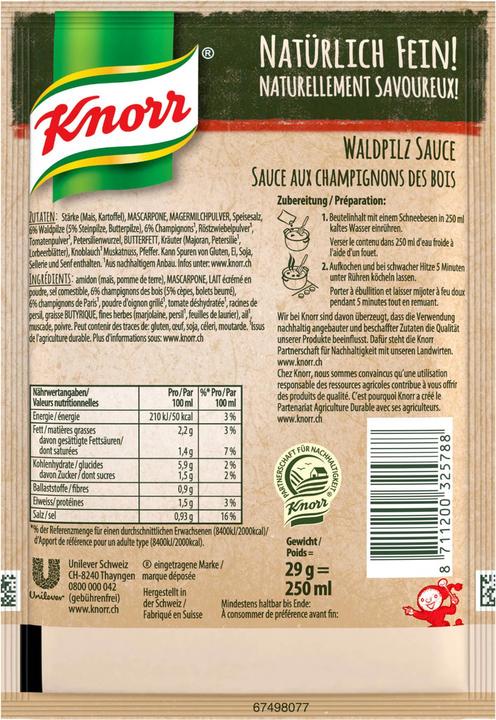 Knorr ®
NATÜRLICH FEIN!
NATURELLEMENT SAVOUREUX!
WALDPILZ SAUCE
SAUCE AUX CHAMPIGNONS DES BOIS
ZUTATEN: Stärke (Mais, Kartoffel), MASCARPONE, MAGERMILCHPULVER, Speisesalz,
6% Waldpilze (5% Steinpilze, Butterpilze), 6% Champignons¹, Röstzwiebelpulver¹,
Tomatenpulver¹, Petersilienwurzel, BUTTERFETT, Kräuter (Majoran, Petersilie¹,
Lorbeerblätter), Knoblauch¹ Muskatnuss, Pfeffer. Kann Spuren von Gluten, Ei, Soja,
Sellerie und Senf enthalten. ¹Aus nachhaltigem Anbau. Infos unter: www.knorr.ch
INGRÉDIENTS: amidon (maïs, pomme de terre), MASCARPONE, LAIT écrémé en
poudre, sel comestible, 6% champignons des bois (5% cèpes, bolets beurré),
6% champignons de Paris¹, poudre d'oignon grillé¹, tomate déshydratée¹, racines de
persil, graisse BUTYRIQUE, fines herbes (marjolaine, persil¹, feuilles de laurier), ail¹,
muscade, poivre. Peut contenir des traces de: gluten, œuf, soja, céleri, moutarde. ¹issus
de l'agriculture durable. Plus d'informations sous: www.knorr.ch
Zubereitung / Préparation:
1. Beutelinhalt mit einem Schneebesen in 250 ml
kaltes Wasser einrühren.
Verser le contenu dans 250 ml d'eau froide à
l'aide d'un fouet.
2. Aufkochen und bei schwacher Hitze 5 Minuten
unter Rühren köcheln lassen.
Porter à ébullition et laisser mijoter à feu doux
pendant 5 minutes tout en remuant.
Wir bei Knorr sind davon überzeugt, dass die Verwendung
nachhaltig angebauter und beschaffter Zutaten die Qualität
unserer Produkte beeinflusst. Dafür steht die Knorr
Partnerschaft für Nachhaltigkeit mit unseren Landwirten.
www.knorr.ch
Chez Knorr, nous sommes convaincus qu'une utilisation
responsable des ressources agricoles contribue à vous offrir
des produits de qualité. C'est pourquoi Knorr a créé le
Partenariat Agriculture Durable avec ses agriculteurs.
www.knorr.ch
Nährwertangaben/ Valeurs nutritionnelles Pro / Par 100 ml %* Pro / Par 100 ml
Energie / énergie 210 kJ/50 kcal 3 %
Fett / matières grasses 2,2 g 3 %
davon gesättigte Fettsäuren/
dont saturées 1,4 g 7 %
Kohlenhydrate / glucides 5,9 g 2 %
davon Zucker / dont sucres 1,5 g 2 %
Ballaststoffe / fibres 0,9 g
Eiweiss/ protéines 1,5 g 3 %
Salz / sel 0,93 g 16 %
*% der Referenzmenge für einen durchschnittlichen Erwachsenen (8400kJ/2000kcal)/
d'Apport de référence pour un adulte type (8400kJ/2000kcal).
PARTNERSCHAFT FÜR NACHHALTIGKEIT
Knorr
8 711200 325788
Gewicht /
Poids =
29 g =
250 ml
Unilever
Unilever Schweiz
CH-8240 Thayngen
0800 000 042
(gebührenfrei)
www.knorr.ch
® eingetragene Marke /
marque déposée
Hergestellt in
der Schweiz /
Fabriqué en Suisse
Mindestens haltbar bis Ende:
A consommer de préférence avant fin:
67498077